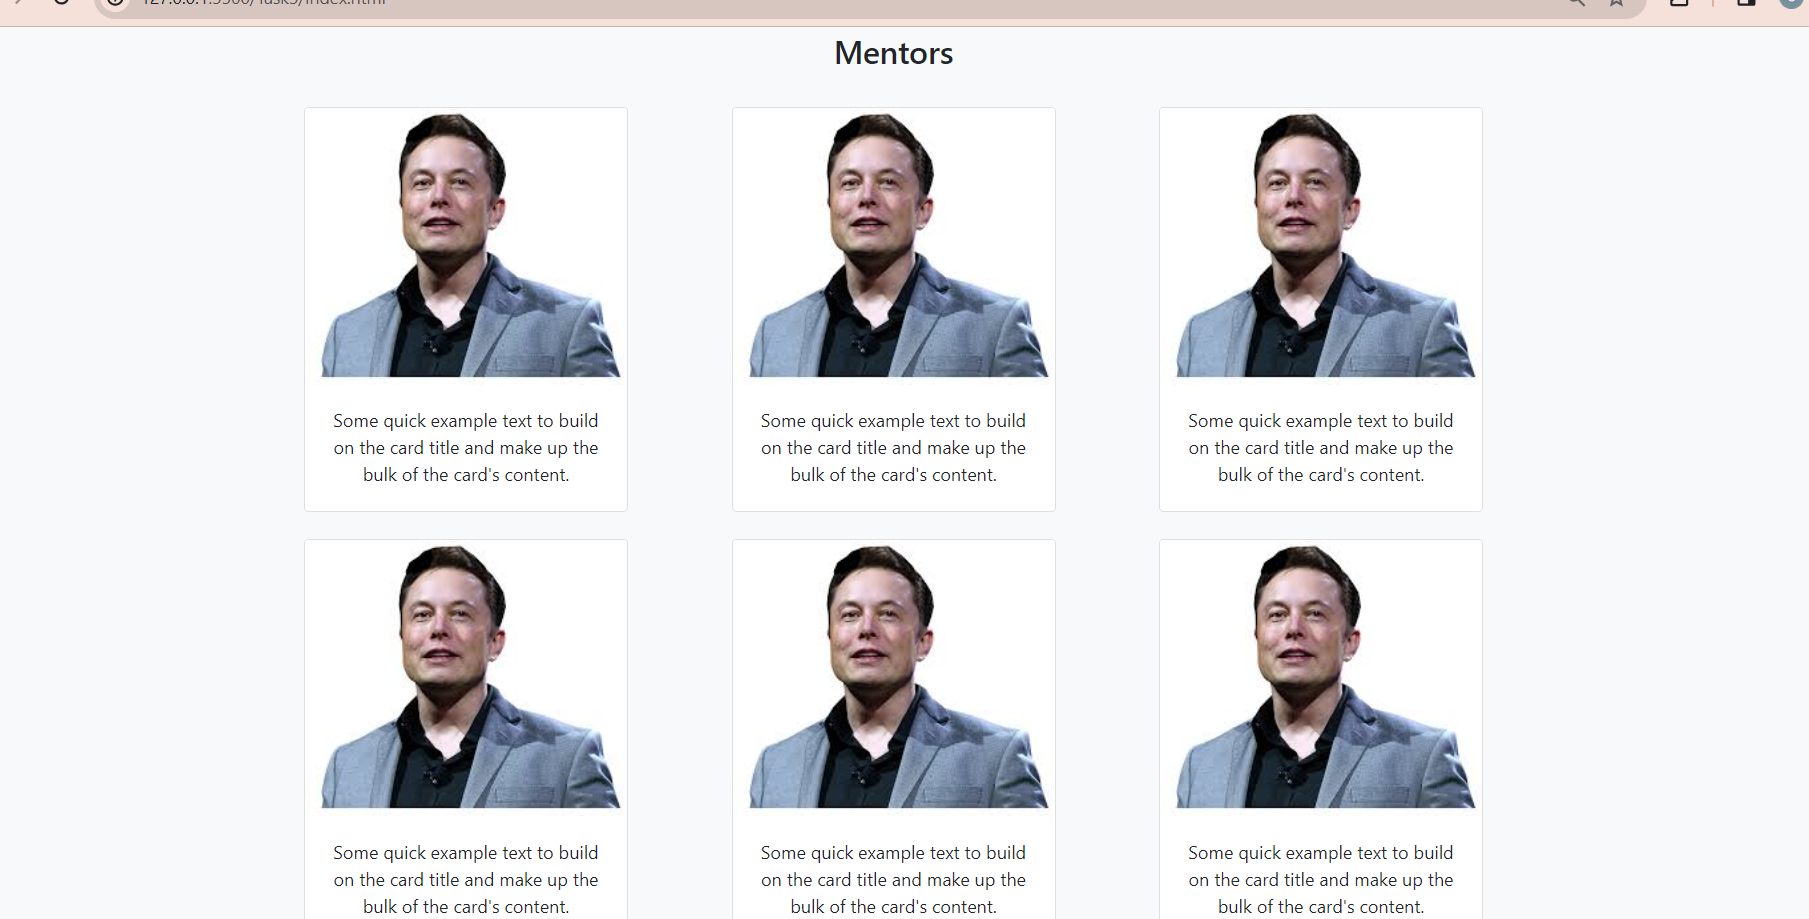 Mentors
Some quick example text to build
on the card title and make up the
bulk of the card's content.
Some quick example text to build
on the card title and make up the
bulk of the card's content.
Some quick example text to build
on the card title and make up the
bulk of the card's content.
Some quick example text to build
on the card title and make up the
bulk of the card's content.
Some quick example text to build
on the card title and make up the
bulk of the card's content.
Some quick example text to build
on the card title and make up the
bulk of the card's content.